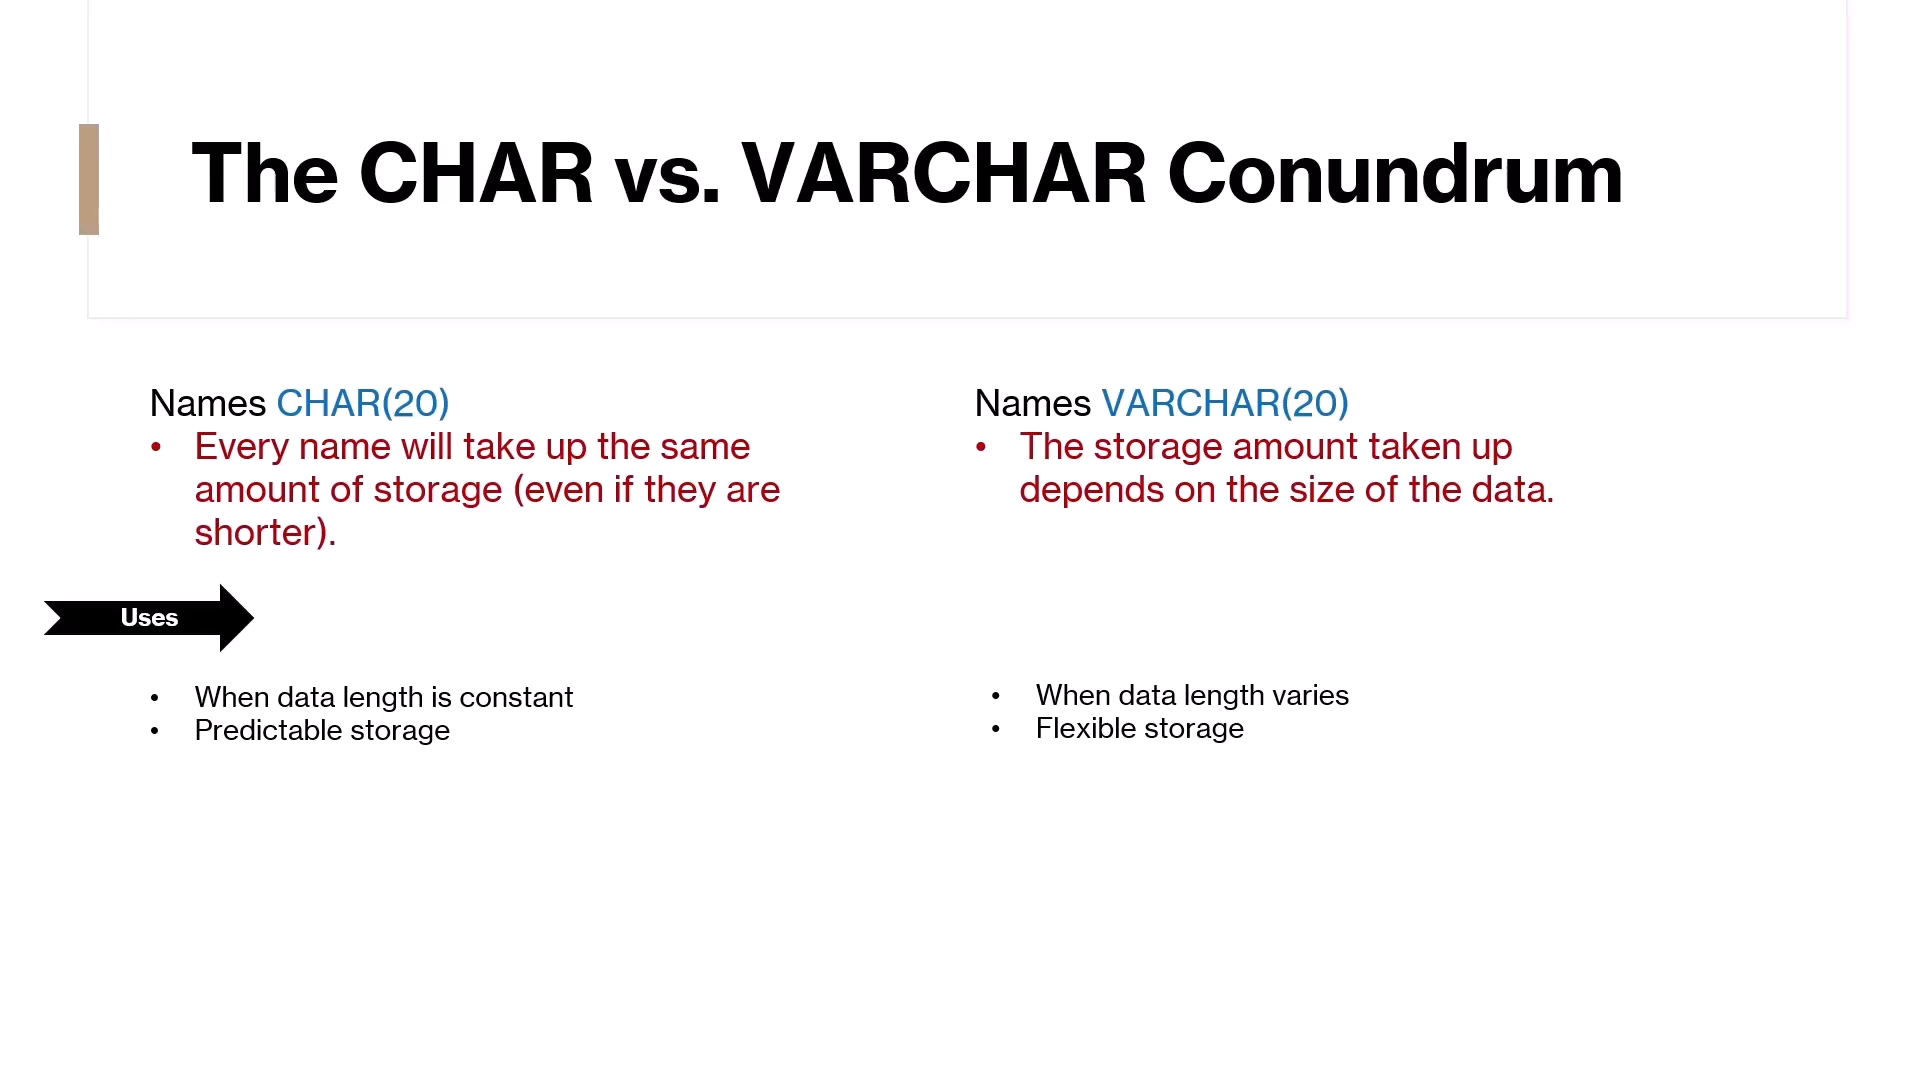 The CHAR vs. VARCHAR Conundrum
Names CHAR(20)
• Every name will take up the same
amount of storage (even if they are
shorter).
Names VARCHAR(20)
• The storage amount taken up
depends on the size of the data.
Uses
• When data length is constant
• Predictable storage
• When data length varies
• Flexible storage